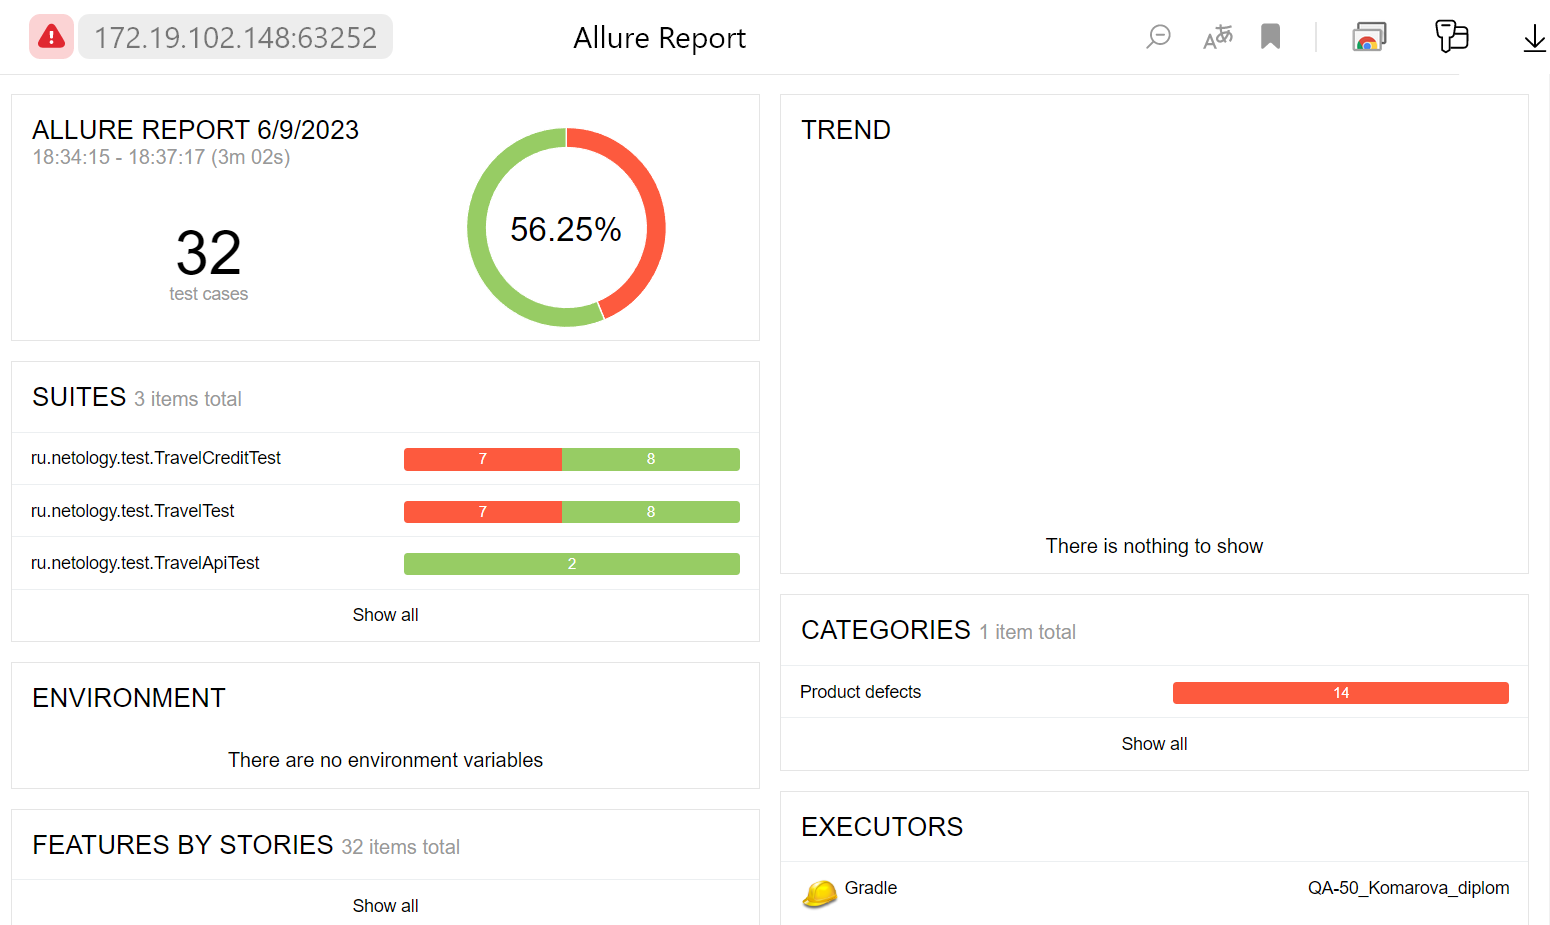 172.19.102.148:63252
Allure Report
ALLURE REPORT 6/9/2023
18:34:15 - 18:37:17 (3m 02s)
32
test cases
56.25%
SUITES 3 items total
ru.netology.test.TravelCreditTest 7 8
ru.netology.test.TravelTest 7 8
ru.netology.test.TravelApiTest 2
Show all
ENVIRONMENT
There are no environment variables
FEATURES BY STORIES 32 items total
Show all
TREND
There is nothing to show
CATEGORIES 1 item total
Product defects 14
Show all
EXECUTORS
Gradle QA-50_Komarova_diplom